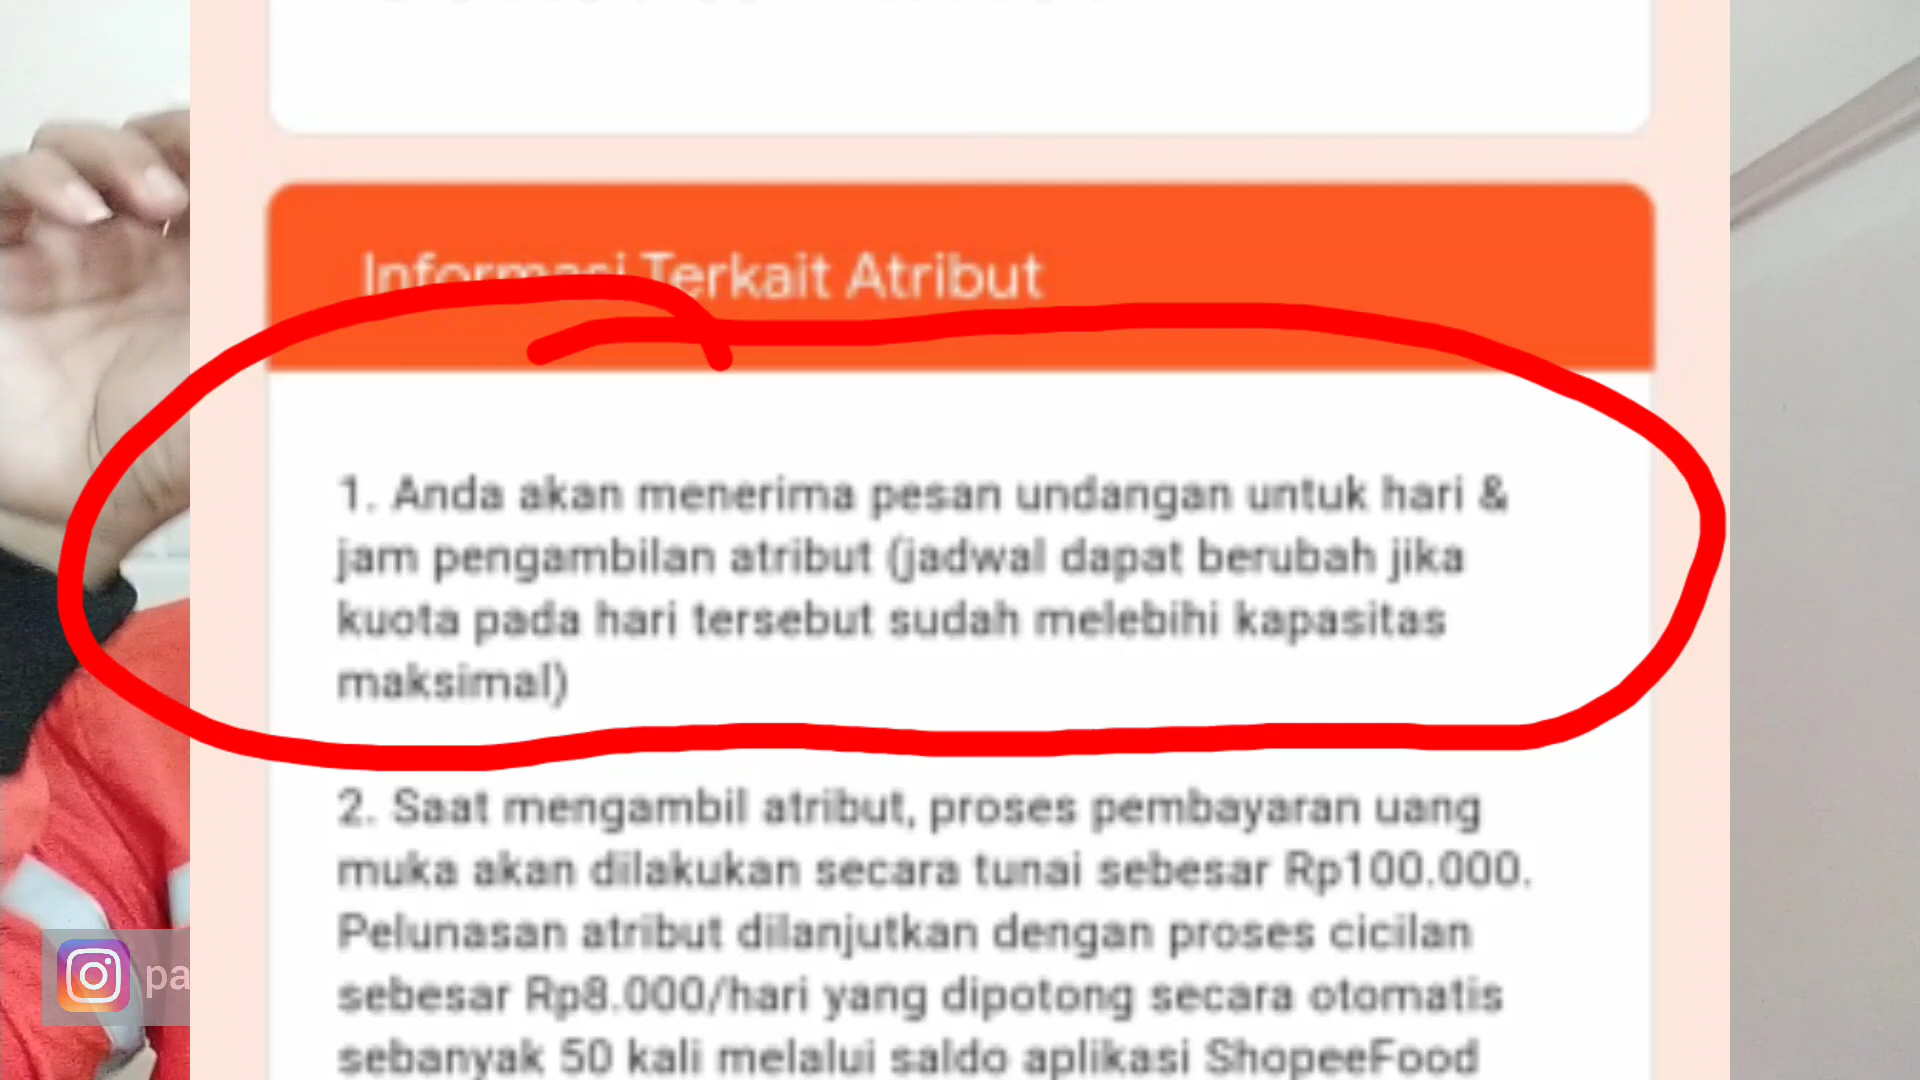 Informasi Terkait Atribut
1. Anda akan menerima pesan undangan untuk hari &
jam pengambilan atribut (jadwal dapat berubah jika
kuota pada hari tersebut sudah melebihi kapasitas
maksimal)
2. Saat mengambil atribut, proses pembayaran uang
muka akan dilakukan secara tunai sebesar Rp100.000.
Pelunasan atribut dilanjutkan dengan proses cicilan
sebesar Rp8.000/hari yang dipotong secara otomatis
sebanyak 50 kali melalui saldo aplikasi ShopeeFood
pa